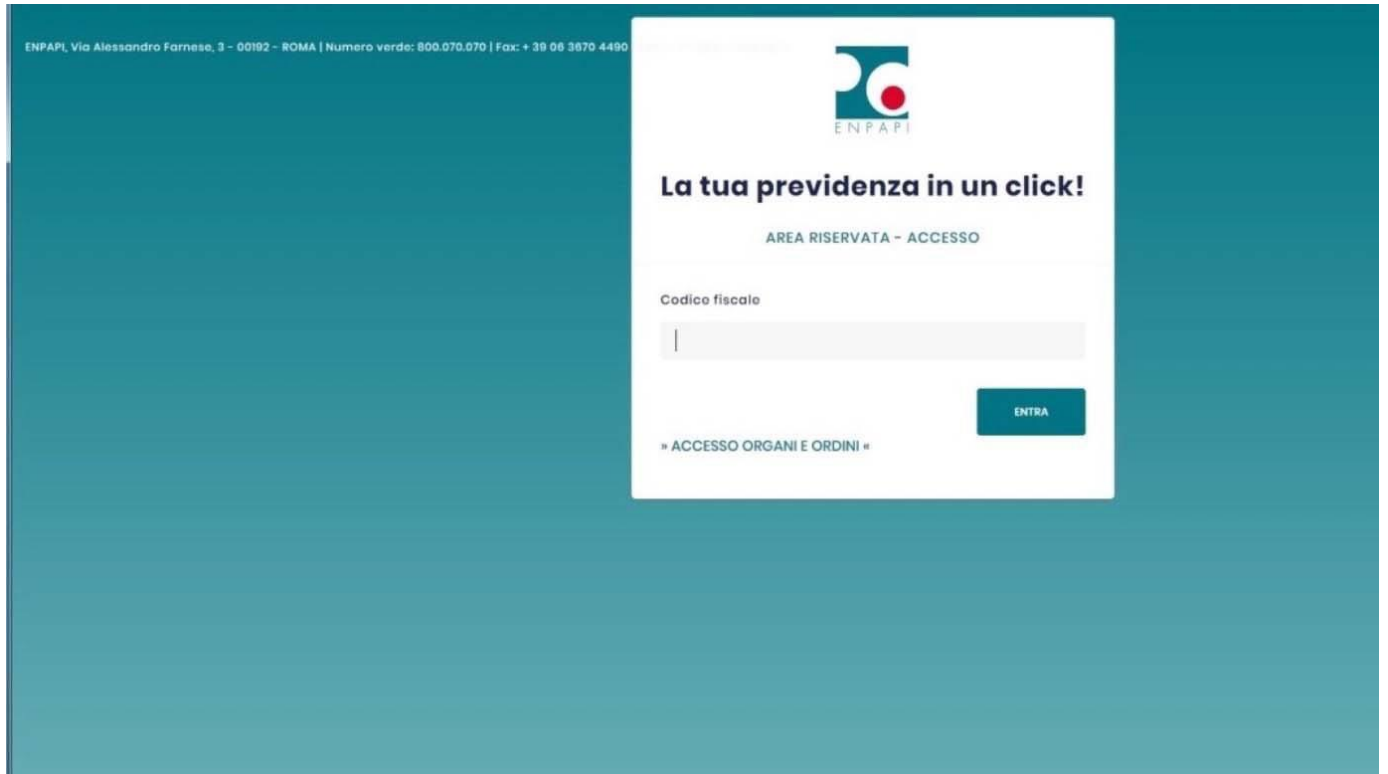 ENPAPI, Via Alessandro Farnese, 3 - 00192 - ROMA | Numero verde: 800.070.070 | Fax: + 39 06 3670 4490
ENPAPI
La tua previdenza in un click!
AREA RISERVATA - ACCESSO
Codice fiscale
ENTRA
» ACCESSO ORGANI E ORDINI «